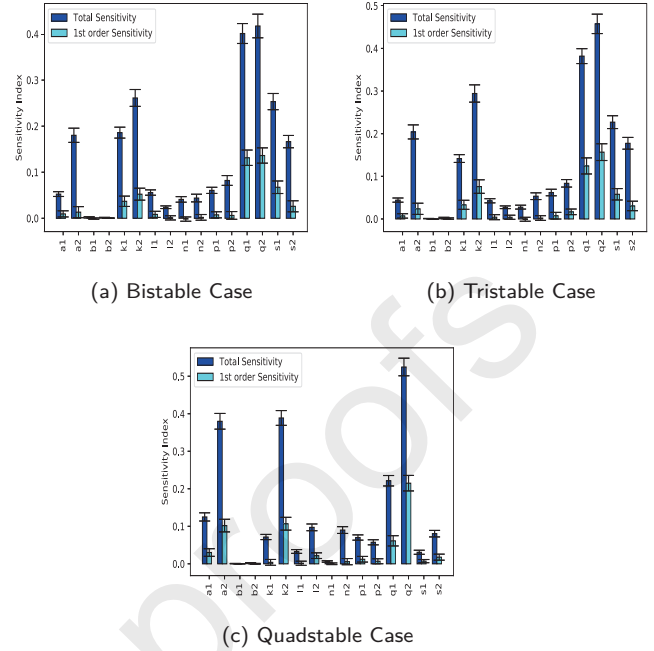 Total Sensitivity
1st order Sensitivity
Sensitivity Index
0.4
0.3
0.2
0.1
0.0
a1 a2 b1 b2 k1 k2 l1 l2 n1 n2 p1 p2 q1 q2 s1 s2
(a) Bistable Case
Total Sensitivity
1st order Sensitivity
Sensitivity Index
0.5
0.4
0.3
0.2
0.1
0.0
a1 a2 b1 b2 k1 k2 l1 l2 n1 n2 p1 p2 q1 q2 s1 s2
(b) Tristable Case
Total Sensitivity
1st order Sensitivity
Sensitivity Index
0.5
0.4
0.3
0.2
0.1
0.0
a1 a2 b1 b2 k1 k2 l1 l2 n1 n2 p1 p2 q1 q2 s1 s2
(c) Quadstable Case
proofs